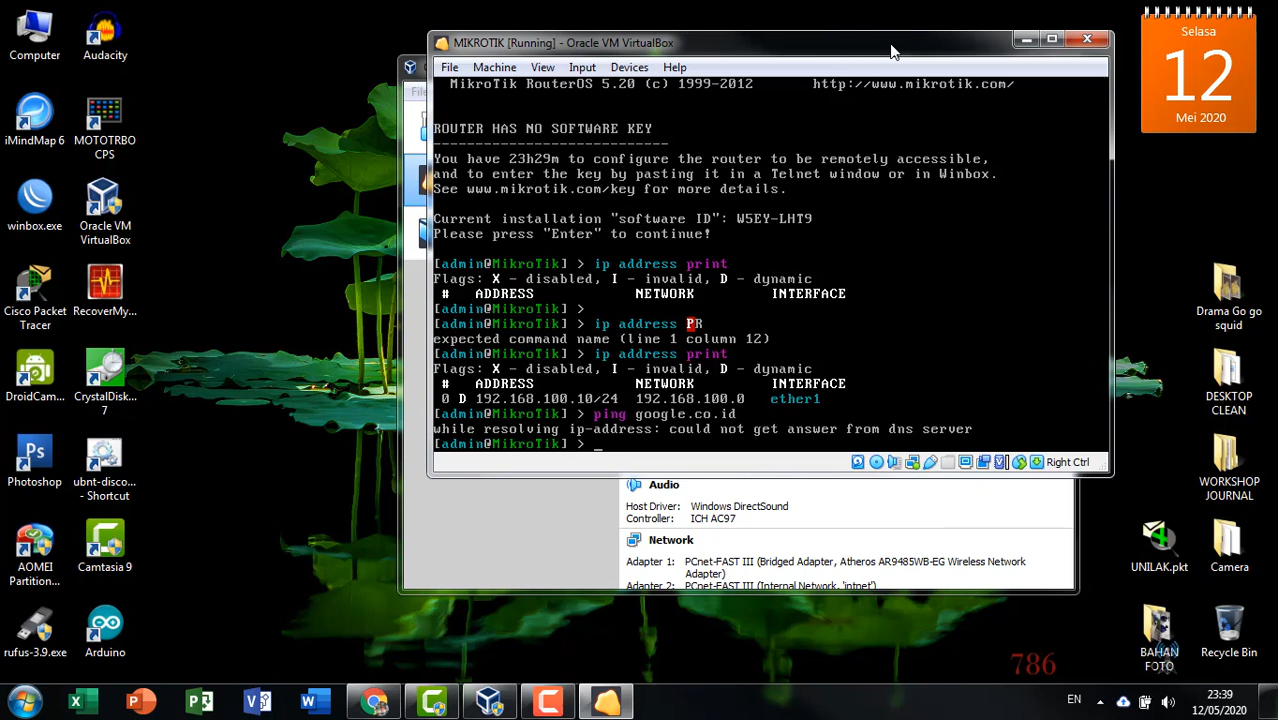 Computer
Audacity
iMindMap 6
MOTOTRBO CPS
winbox.exe
Oracle VM VirtualBox
Cisco Packet Tracer
RecoverMy...
DroidCam...
CrystalDisk...
7
Photoshop
ubnt-disco...
- Shortcut
AOMEI Partition...
Camtasia 9
rufus-3.9.exe
Arduino
MIKROTIK [Running] - Oracle VM VirtualBox
File Machine View Input Devices Help
MikroTik RouterOS 5.20 (c) 1999-2012 http://www.mikrotik.com/
ROUTER HAS NO SOFTWARE KEY
----------------------------
You have 23h29m to configure the router to be remotely accessible,
and to enter the key by pasting it in a Telnet window or in Winbox.
See www.mikrotik.com/key for more details.
Current installation "software ID": W5EY-LHT9
Please press "Enter" to continue!
[admin@MikroTik] > ip address print
Flags: X - disabled, I - invalid, D - dynamic
# ADDRESS NETWORK INTERFACE
[admin@MikroTik] >
[admin@MikroTik] > ip address PR
expected command name (line 1 column 12)
[admin@MikroTik] > ip address print
Flags: X - disabled, I - invalid, D - dynamic
# ADDRESS NETWORK INTERFACE
0 D 192.168.100.10/24 192.168.100.0 ether1
[admin@MikroTik] > ping google.co.id
while resolving ip-address: could not get answer from dns server
[admin@MikroTik] > _
Right Ctrl
Audio
Host Driver: Windows DirectSound
Controller: ICH AC97
Network
Adapter 1: PCnet-FAST III (Bridged Adapter, Atheros AR9485WB-EG Wireless Network
Adapter)
Adapter 2: PCnet-FAST III (Internal Network, 'intnet')
Selasa
12
Mei 2020
Drama Go go squid
DESKTOP CELL
WORKSHOP JOURNAL
UNILAK.pkt
Camera
BAHAN FOTO
Recycle Bin
786
EN
23:39
12/05/2020